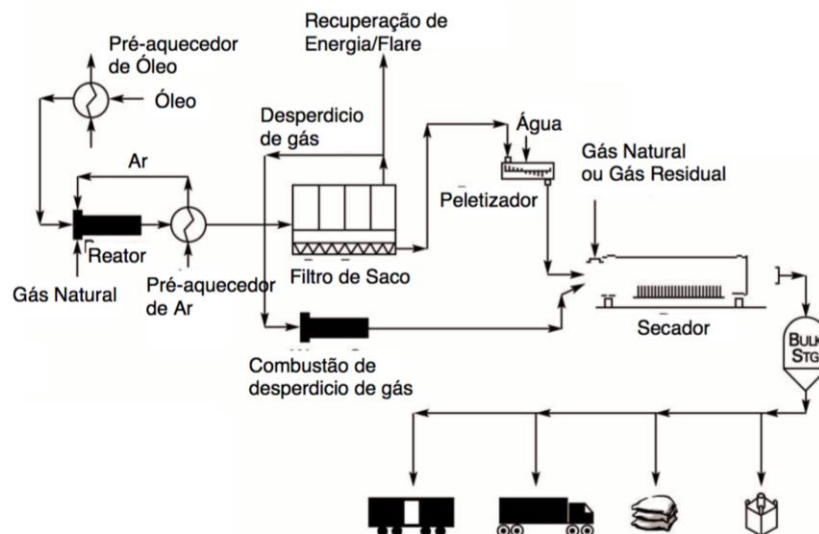 Recuperação de
Energia/Flare
Pré-aquecedor
de Óleo
Óleo
Desperdicio
de gás
Água
Gás Natural
ou Gás Residual
Ar
Peletizador
Reator
Filtro de Saco
Gás Natural
Pré-aquecedor
de Ar
Secador
BULK
STG
Combustão de
desperdicio de gás